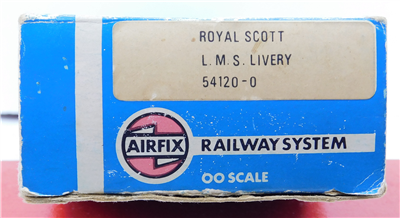 ROYAL SCOTT
L.M.S. LIVERY
54120-0
AIRFIX
RAILWAY SYSTEM
OO SCALE